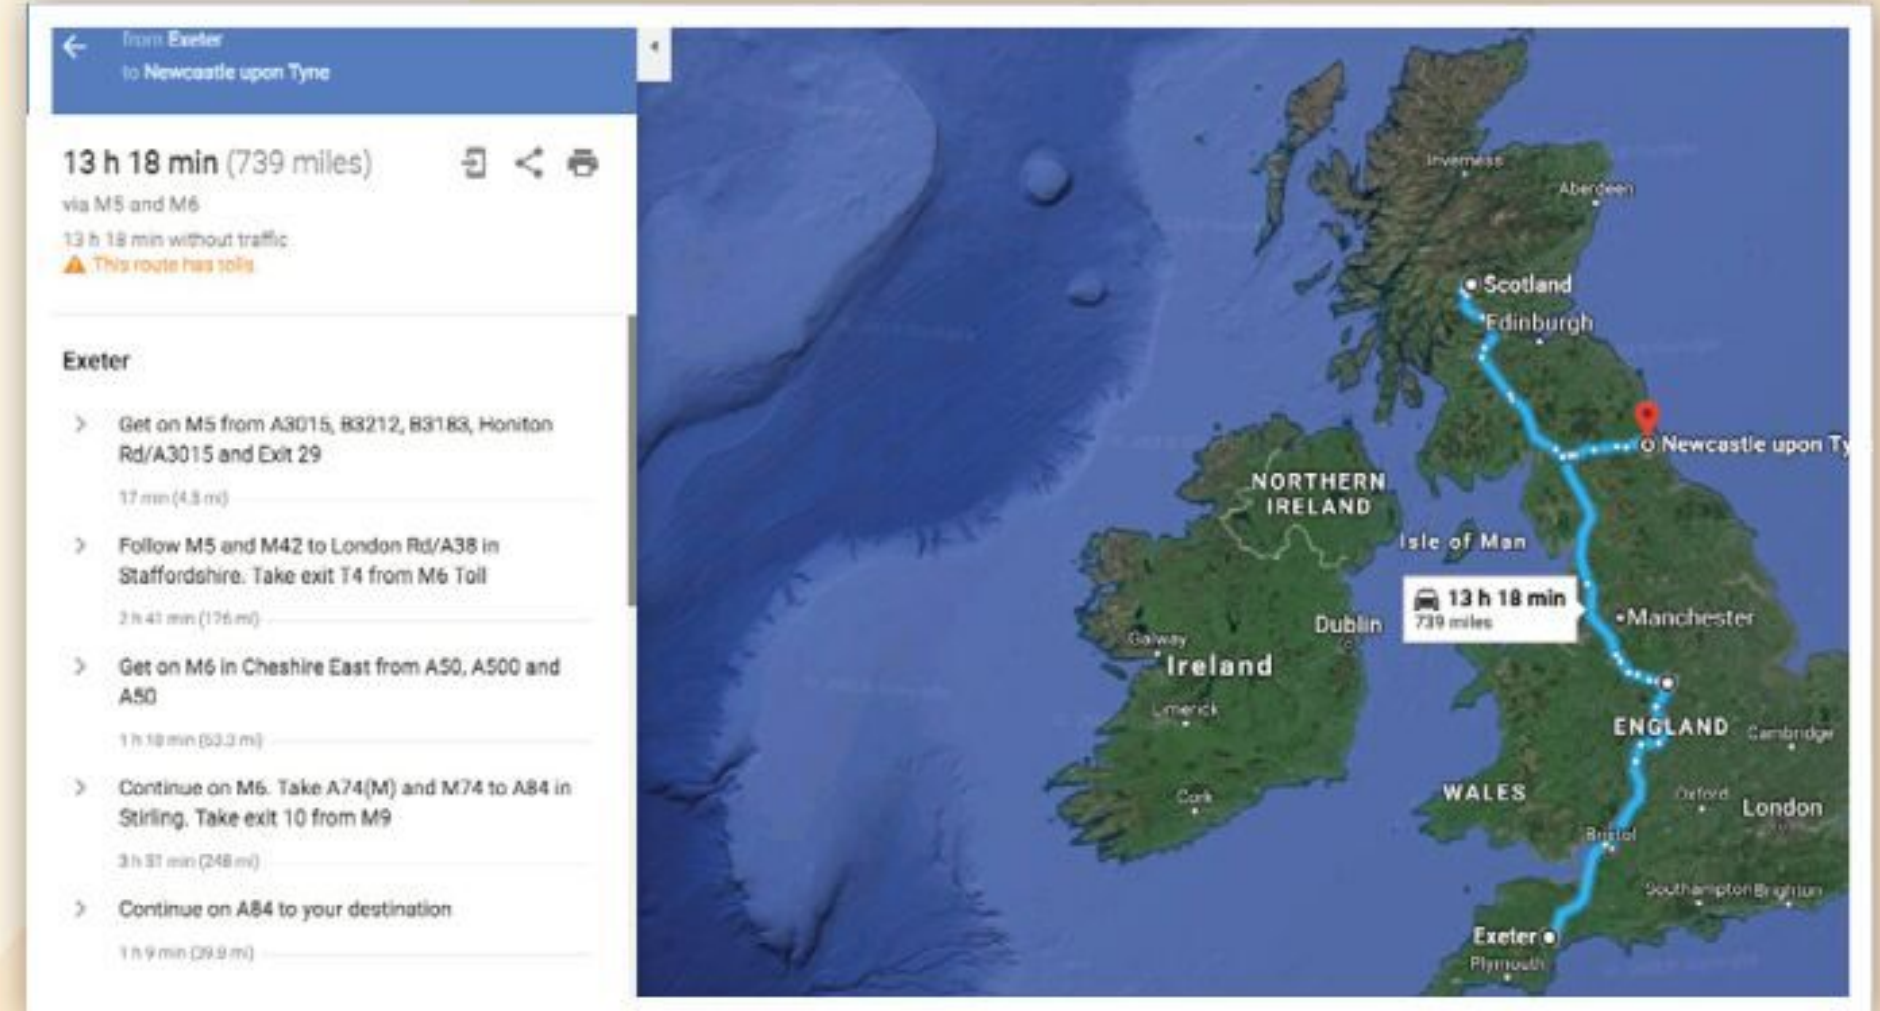 from Exeter
to Newcastle upon Tyne
13 h 18 min (739 miles)
via M5 and M6
13 h 18 min without traffic
This route has tolls
Exeter
Get on M5 from A3015, B3212, B3183, Honiton
Rd/A3015 and Exit 29
17 min (4.8 mi)
Follow M5 and M42 to London Rd/A38 in
Staffordshire. Take exit T4 from M6 Toll
2 h 41 min (176 mi)
Get on M6 in Cheshire East from A50, A500 and
A50
1 h 18 min (53.3 mi)
Continue on M6. Take A74(M) and M74 to A84 in
Stirling. Take exit 10 from M9
(248 mi)
Continue on A84 to your destination
1 h 9 min (39.9 mi)
Inverness
Aberdeen
Scotland
Edinburgh
Newcastle upon Ty
NORTHERN
IRELAND
Isle of Man
13 h 18 min
739 miles
Manchester
Dublin
Galway
Ireland
Limerick
ENGLAND
Cambridge
Cork
WALES
Oxford
London
Bristol
Southampton
Brighton
Exeter
Plymouth